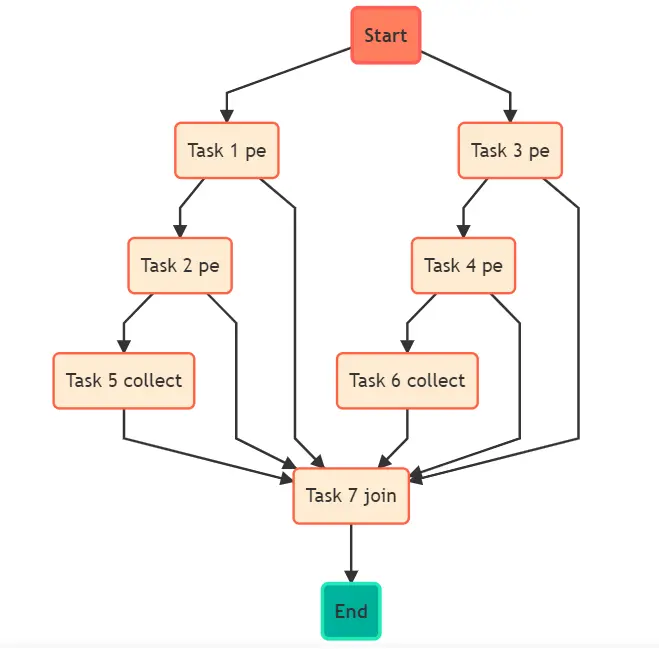 Start
Task 1 pe
Task 3 pe
Task 2 pe
Task 4 pe
Task 5 collect
Task 6 collect
Task 7 join
End